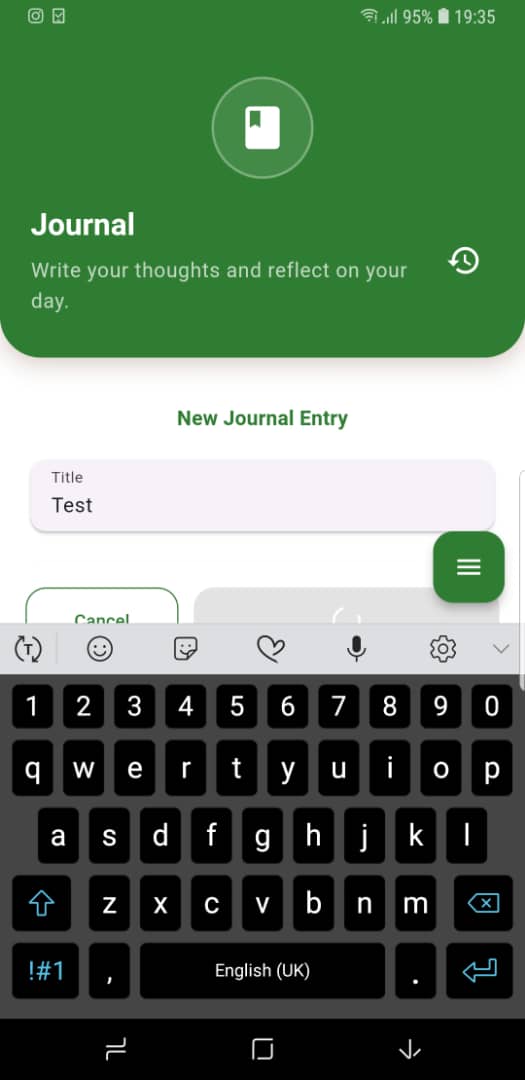 95% 19:35
Journal
Write your thoughts and reflect on your
day.
New Journal Entry
Title
Test
Cancel
T
1 2 3 4 5 6 7 8 9 0
q w e r t y u i o p
a s d f g h j k l
z x c v b n m
!#1 , English (UK) .